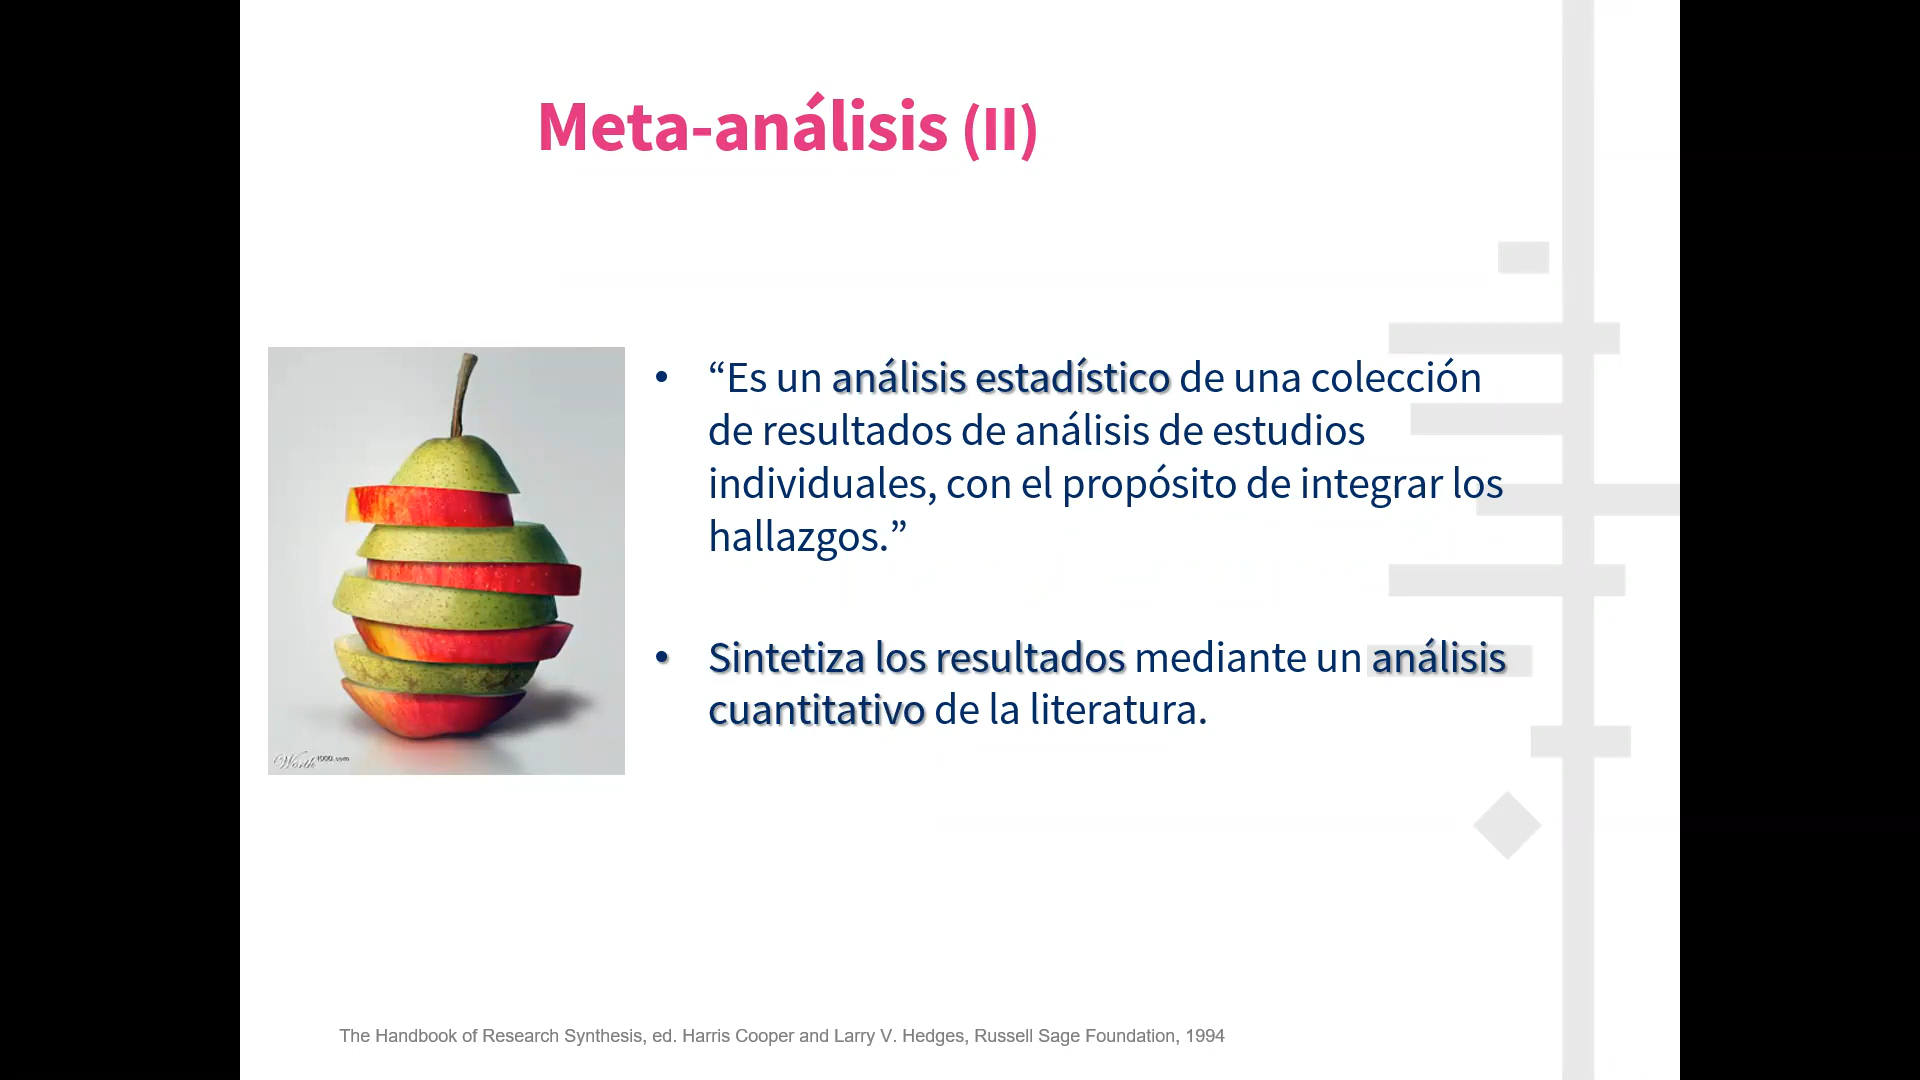 Meta-análisis (II)
• “Es un análisis estadístico de una colección
de resultados de análisis de estudios
individuales, con el propósito de integrar los
hallazgos.”
• Sintetiza los resultados mediante un análisis
cuantitativo de la literatura.
Worth1000.com
The Handbook of Research Synthesis, ed. Harris Cooper and Larry V. Hedges, Russell Sage Foundation, 1994